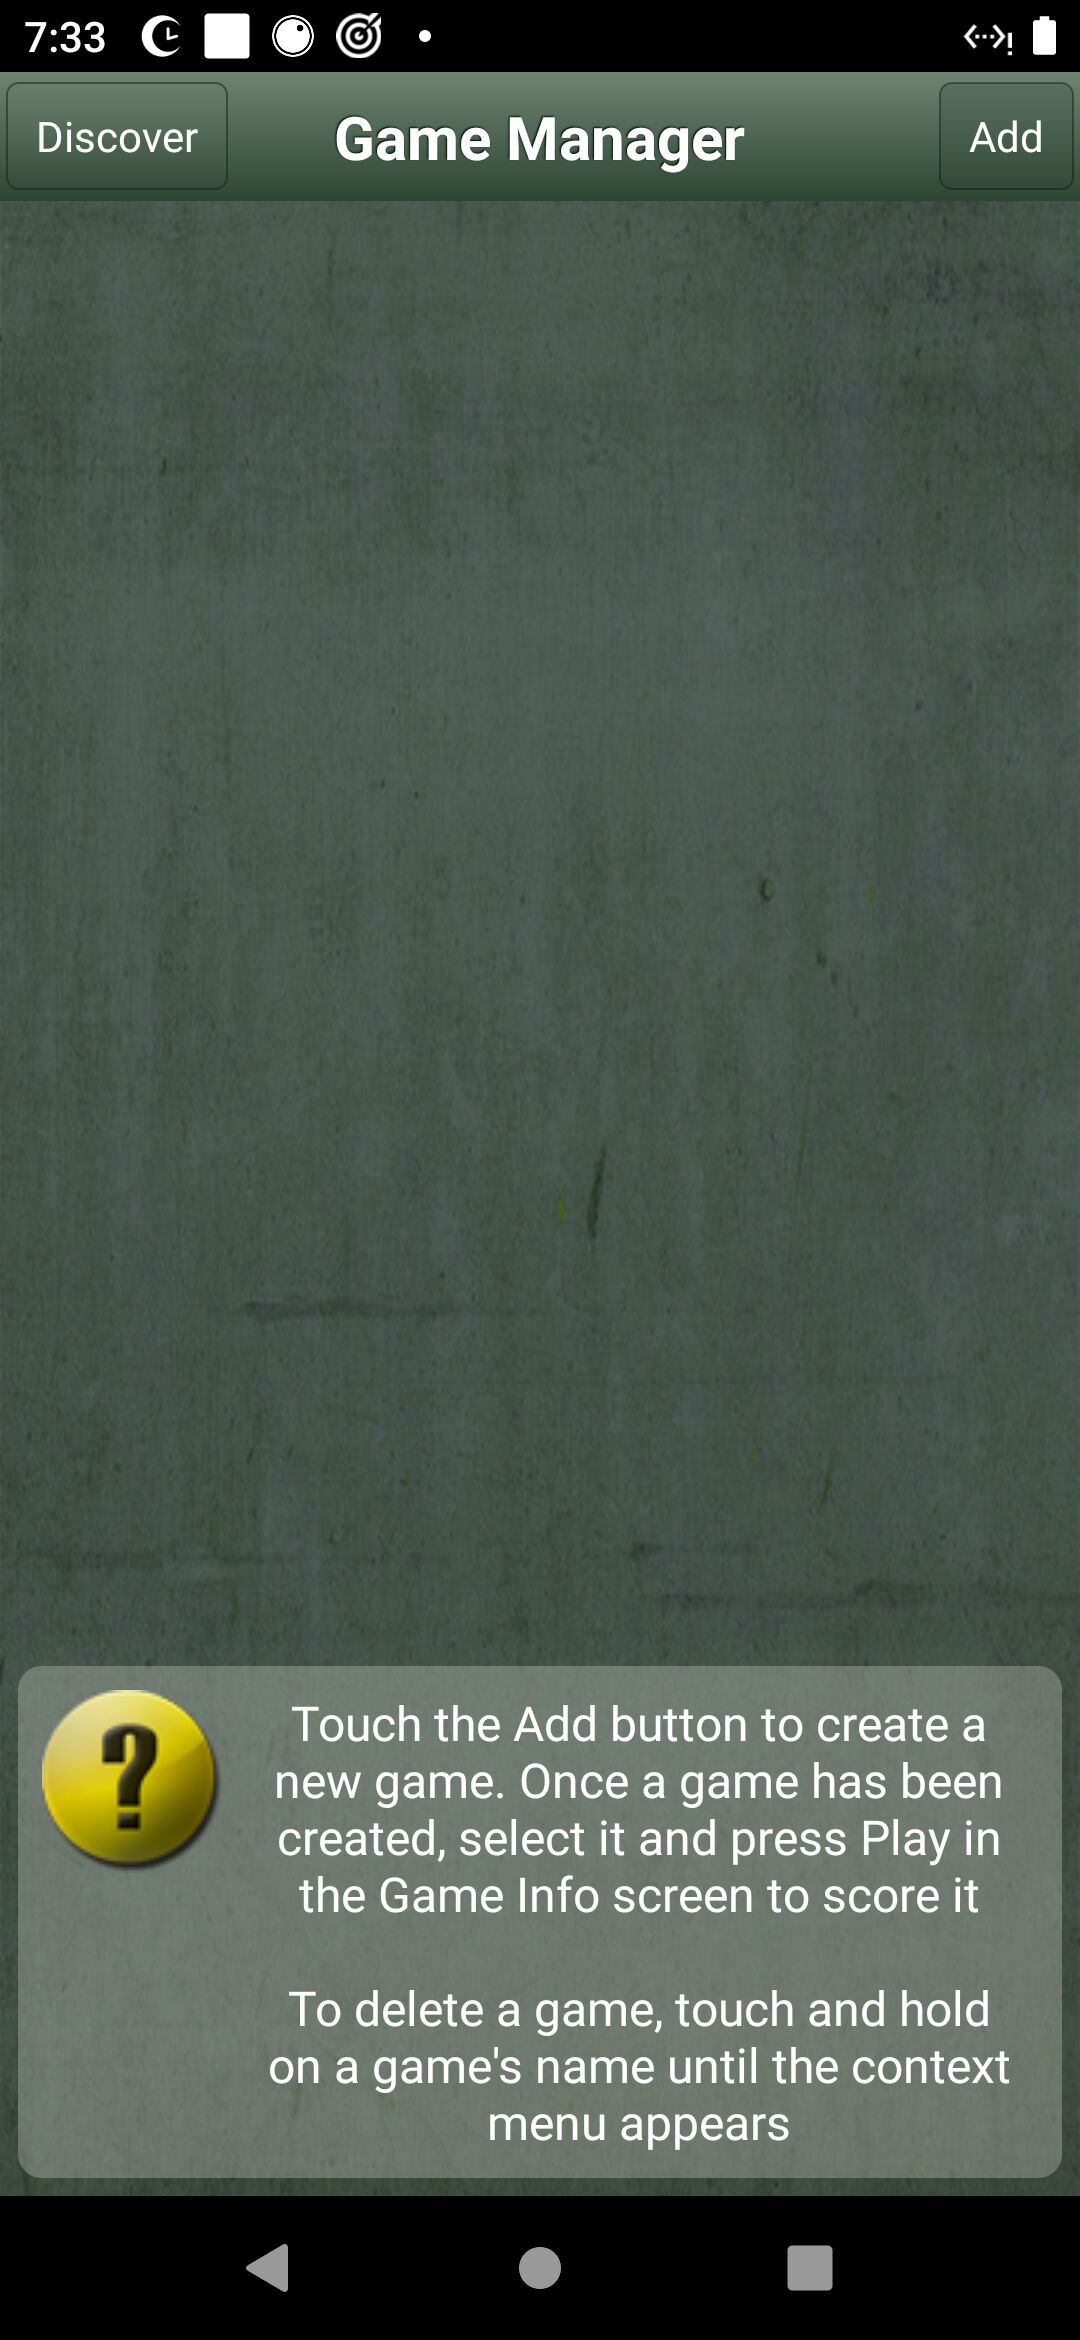 7:33
Discover
Game Manager
Add
Touch the Add button to create a
new game. Once a game has been
created, select it and press Play in
the Game Info screen to score it
To delete a game, touch and hold
on a game's name until the context
menu appears